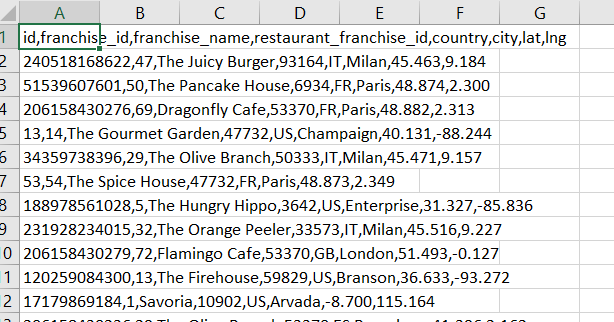 A B C D E F G
1 id,franchise_id,franchise_name,restaurant_franchise_id,country,city,lat,lng
2 240518168622,47,The Juicy Burger,93164,IT,Milan,45.463,9.184
3 51539607601,50,The Pancake House,6934,FR,Paris,48.874,2.300
4 206158430276,69,Dragonfly Cafe,53370,FR,Paris,48.882,2.313
5 13,14,The Gourmet Garden,47732,US,Champaign,40.131,-88.244
6 34359738396,29,The Olive Branch,50333,IT,Milan,45.471,9.157
7 53,54,The Spice House,47732,FR,Paris,48.873,2.349
8 188978561028,5,The Hungry Hippo,3642,US,Enterprise,31.327,-85.836
9 231928234015,32,The Orange Peeler,33573,IT,Milan,45.516,9.227
10 206158430279,72,Flamingo Cafe,53370,GB,London,51.493,-0.127
11 120259084300,13,The Firehouse,59829,US,Branson,36.633,-93.272
12 17179869184,1,Savoria,10902,US,Arvada,-8.700,115.164